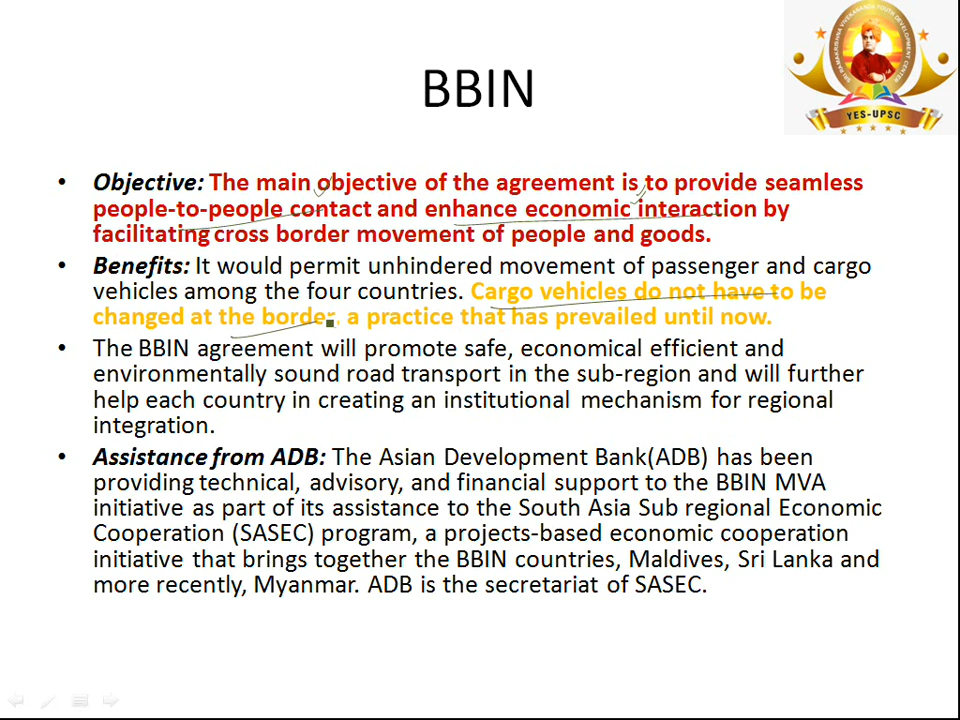 BBIN
SRI RAMAKRISHNA VIVEKANANDA YOUTH DEVELOPMENT CENTER
YES-UPSC
• Objective: The main objective of the agreement is to provide seamless
people-to-people contact and enhance economic interaction by
facilitating cross border movement of people and goods.
• Benefits: It would permit unhindered movement of passenger and cargo
vehicles among the four countries. Cargo vehicles do not have to be
changed at the border, a practice that has prevailed until now.
• The BBIN agreement will promote safe, economical efficient and
environmentally sound road transport in the sub-region and will further
help each country in creating an institutional mechanism for regional
integration.
• Assistance from ADB: The Asian Development Bank(ADB) has been
providing technical, advisory, and financial support to the BBIN MVA
initiative as part of its assistance to the South Asia Sub regional Economic
Cooperation (SASEC) program, a projects-based economic cooperation
initiative that brings together the BBIN countries, Maldives, Sri Lanka and
more recently, Myanmar. ADB is the secretariat of SASEC.